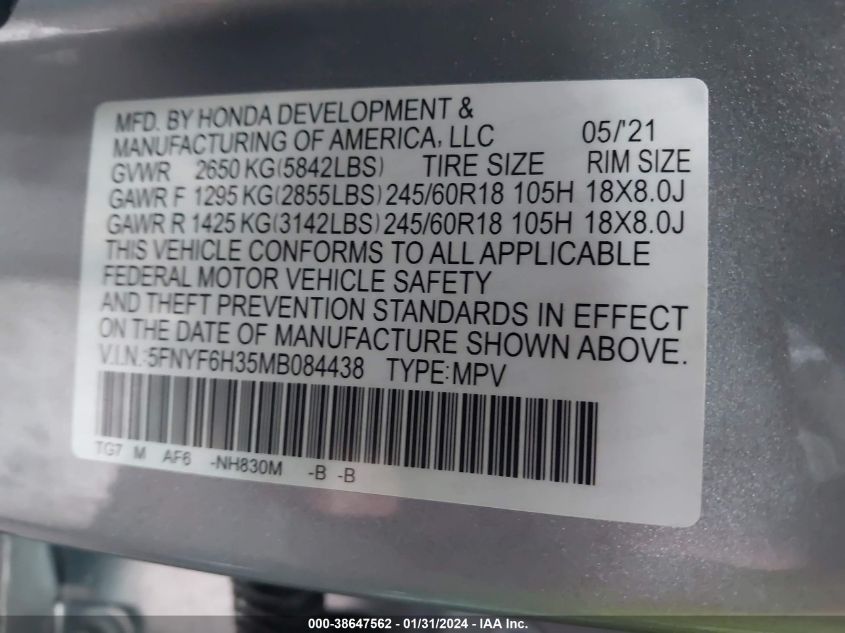 MFD. BY HONDA DEVELOPMENT &
MANUFACTURING OF AMERICA, LLC 05/'21
GVWR 2650 KG(5842LBS) TIRE SIZE RIM SIZE
GAWR F 1295 KG(2855LBS) 245/60R18 105H 18X8.0J
GAWR R 1425 KG(3142LBS) 245/60R18 105H 18X8.0J
THIS VEHICLE CONFORMS TO ALL APPLICABLE
FEDERAL MOTOR VEHICLE SAFETY
AND THEFT PREVENTION STANDARDS IN EFFECT
ON THE DATE OF MANUFACTURE SHOWN ABOVE.
V.I.N.:5FNYF6H35MB084438 TYPE:MPV
TG7 M AF6 -NH830M -B -B
000-38647562 - 01/31/2024 - IAA Inc.